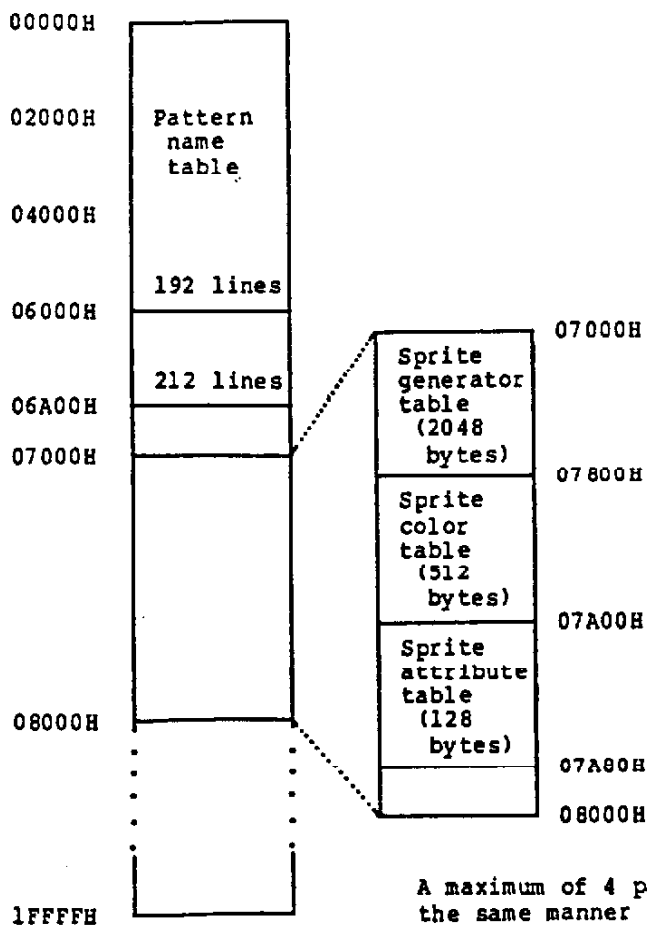 00000H
02000H
Pattern
name
table
04000H
192 lines
06000H
212 lines
06A00H
07000H
08000H
1FFFFH
07000H
Sprite
generator
table
(2048
bytes)
07800H
Sprite
color
table
(512
bytes)
07A00H
Sprite
attribute
table
(128
bytes)
07A80H
08000H
A maximum of 4 p
the same manner